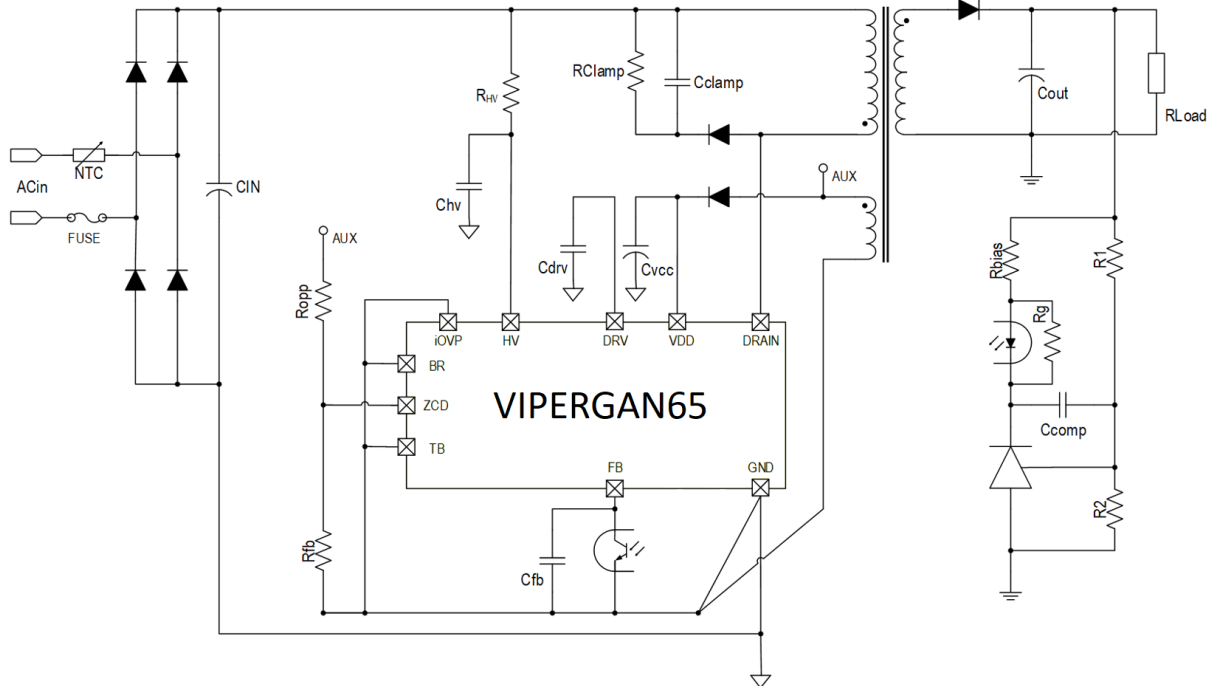 RClamp
Cclamp
RHV
Cout
RLoad
NTC
ACin
CIN
Chv
AUX
FUSE
AUX
Cdrv
Cvcc
Ropp
Rbias
R1
Rg
iOVP
HV
DRV
VDD
DRAIN
BR
ZCD
VIPERGAN65
TB
Ccomp
FB
GND
R2
Rfb
Cfb